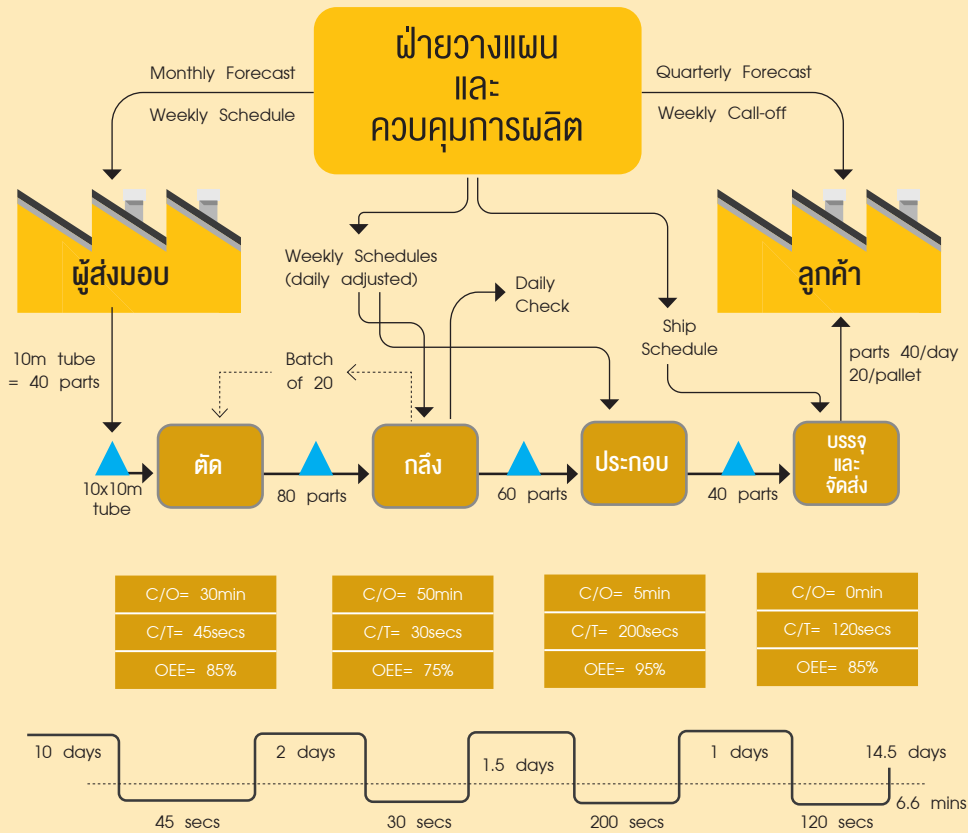 ฝ่ายวางแผน
และ
ควบคุมการผลิต
Monthly Forecast
Weekly Schedule
Quarterly Forecast
Weekly Call-off
ผู้ส่งมอบ
ลูกค้า
Weekly Schedules
(daily adjusted)
Daily
Check
Ship
Schedule
10m tube
= 40 parts
Batch
of 20
parts 40/day
20/pallet
10x10m
tube
ตัด
80 parts
กลึง
60 parts
ประกอบ
40 parts
บรรจุ
และ
จัดส่ง
C/O= 30min
C/T= 45secs
OEE= 85%
C/O= 50min
C/T= 30secs
OEE= 75%
C/O= 5min
C/T= 200secs
OEE= 95%
C/O= 0min
C/T= 120secs
OEE= 85%
10 days
2 days
1.5 days
1 day
14.5 days
6.6 mins
45 secs
30 secs
200 secs
120 secs